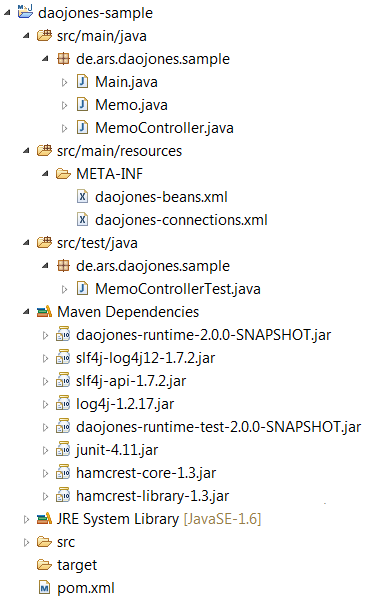 daojones-sample
src/main/java
de.ars.daojones.sample
Main.java
Memo.java
MemoController.java
src/main/resources
META-INF
daojones-beans.xml
daojones-connections.xml
src/test/java
de.ars.daojones.sample
MemoControllerTest.java
Maven Dependencies
daojones-runtime-2.0.0-SNAPSHOT.jar
slf4j-log4j12-1.7.2.jar
slf4j-api-1.7.2.jar
log4j-1.2.17.jar
daojones-runtime-test-2.0.0-SNAPSHOT.jar
junit-4.11.jar
hamcrest-core-1.3.jar
hamcrest-library-1.3.jar
JRE System Library [JavaSE-1.6]
src
target
pom.xml